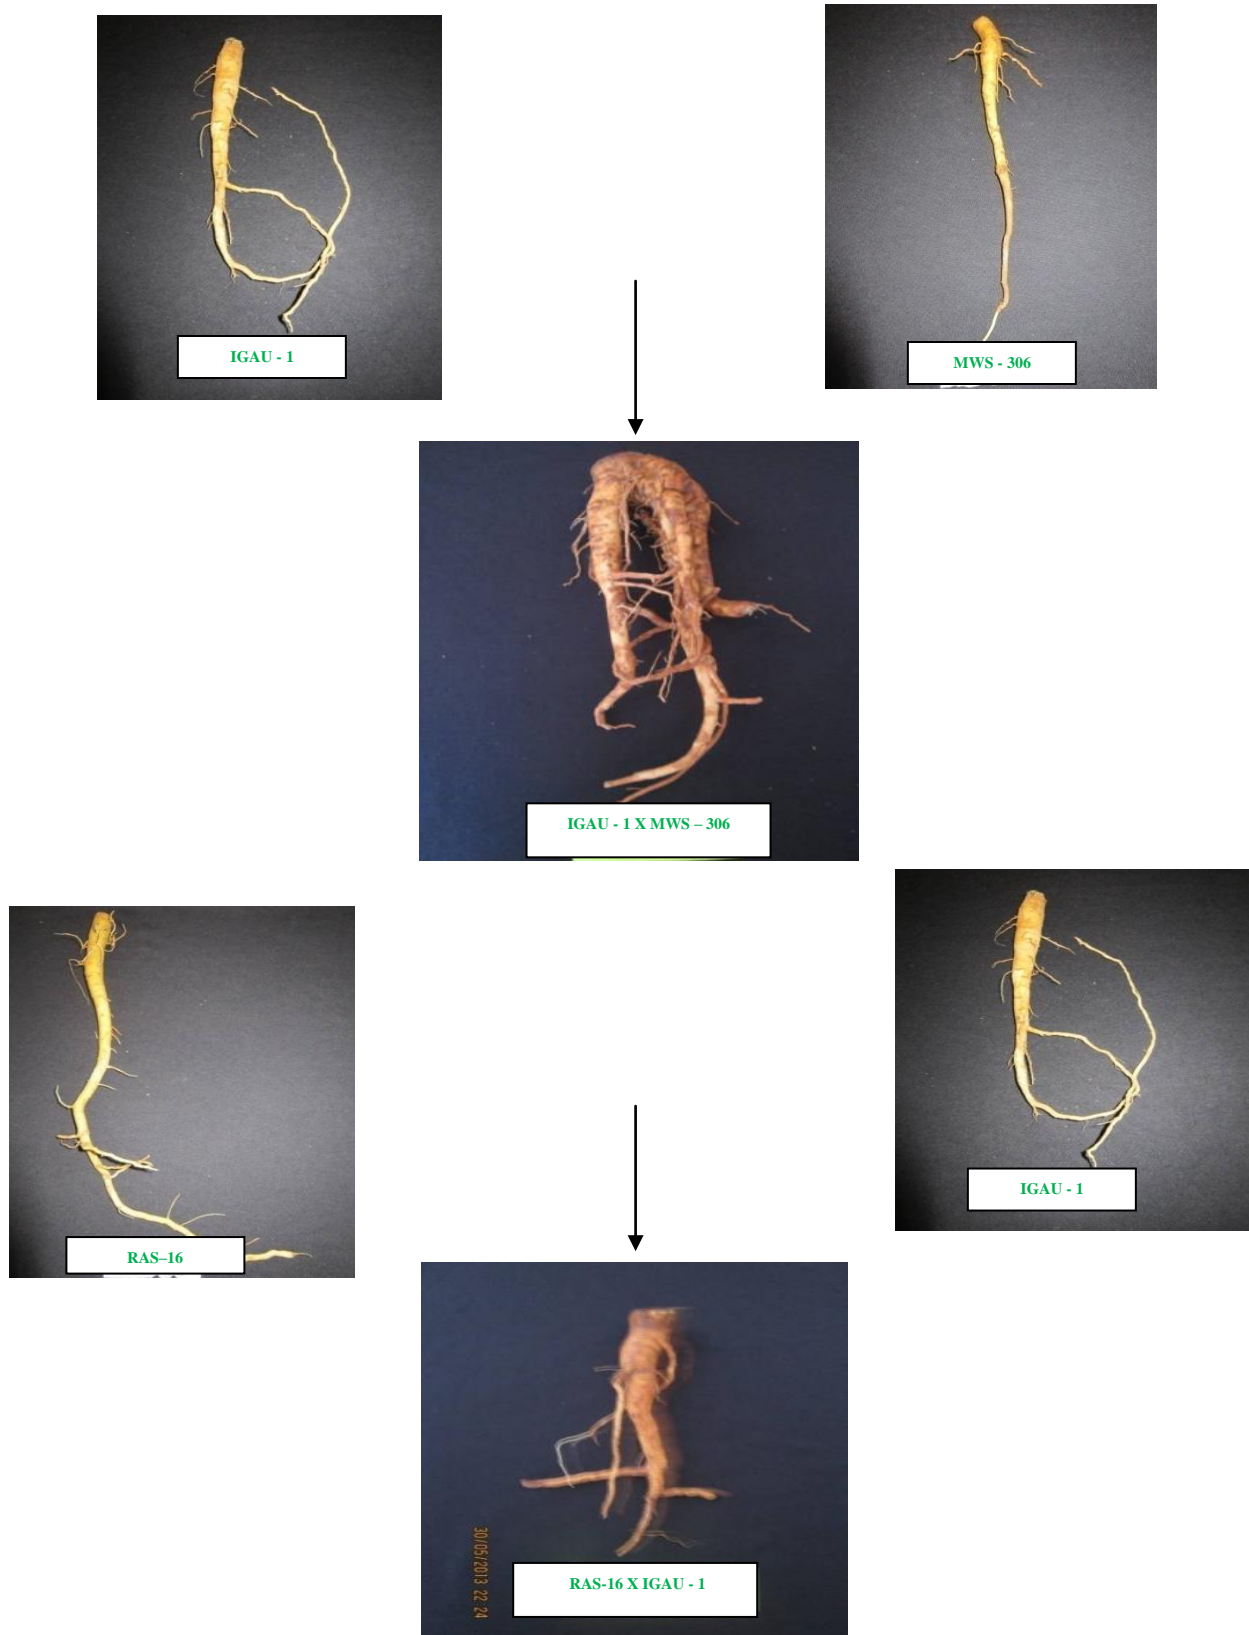 IGAU - 1
MWS - 306
IGAU - 1 X MWS – 306
RAS–16
IGAU - 1
30/05/2013 22:24
RAS-16 X IGAU - 1